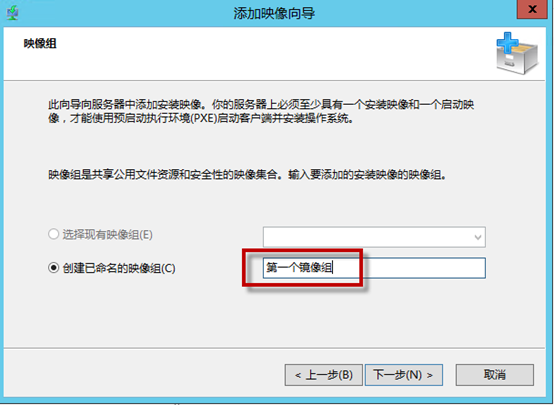 添加映像向导
映像组
此向导向服务器中添加安装映像。你的服务器上必须至少具有一个安装映像和一个启动映
像，才能使用预启动执行环境(PXE)启动客户端并安装操作系统。
映像组是共享公用文件资源和安全性的映像集合。输入要添加的安装映像的映像组。
选择现有映像组(E)
创建已命名的映像组(C)
第一个镜像组
< 上一步(B)
下一步(N) >
取消